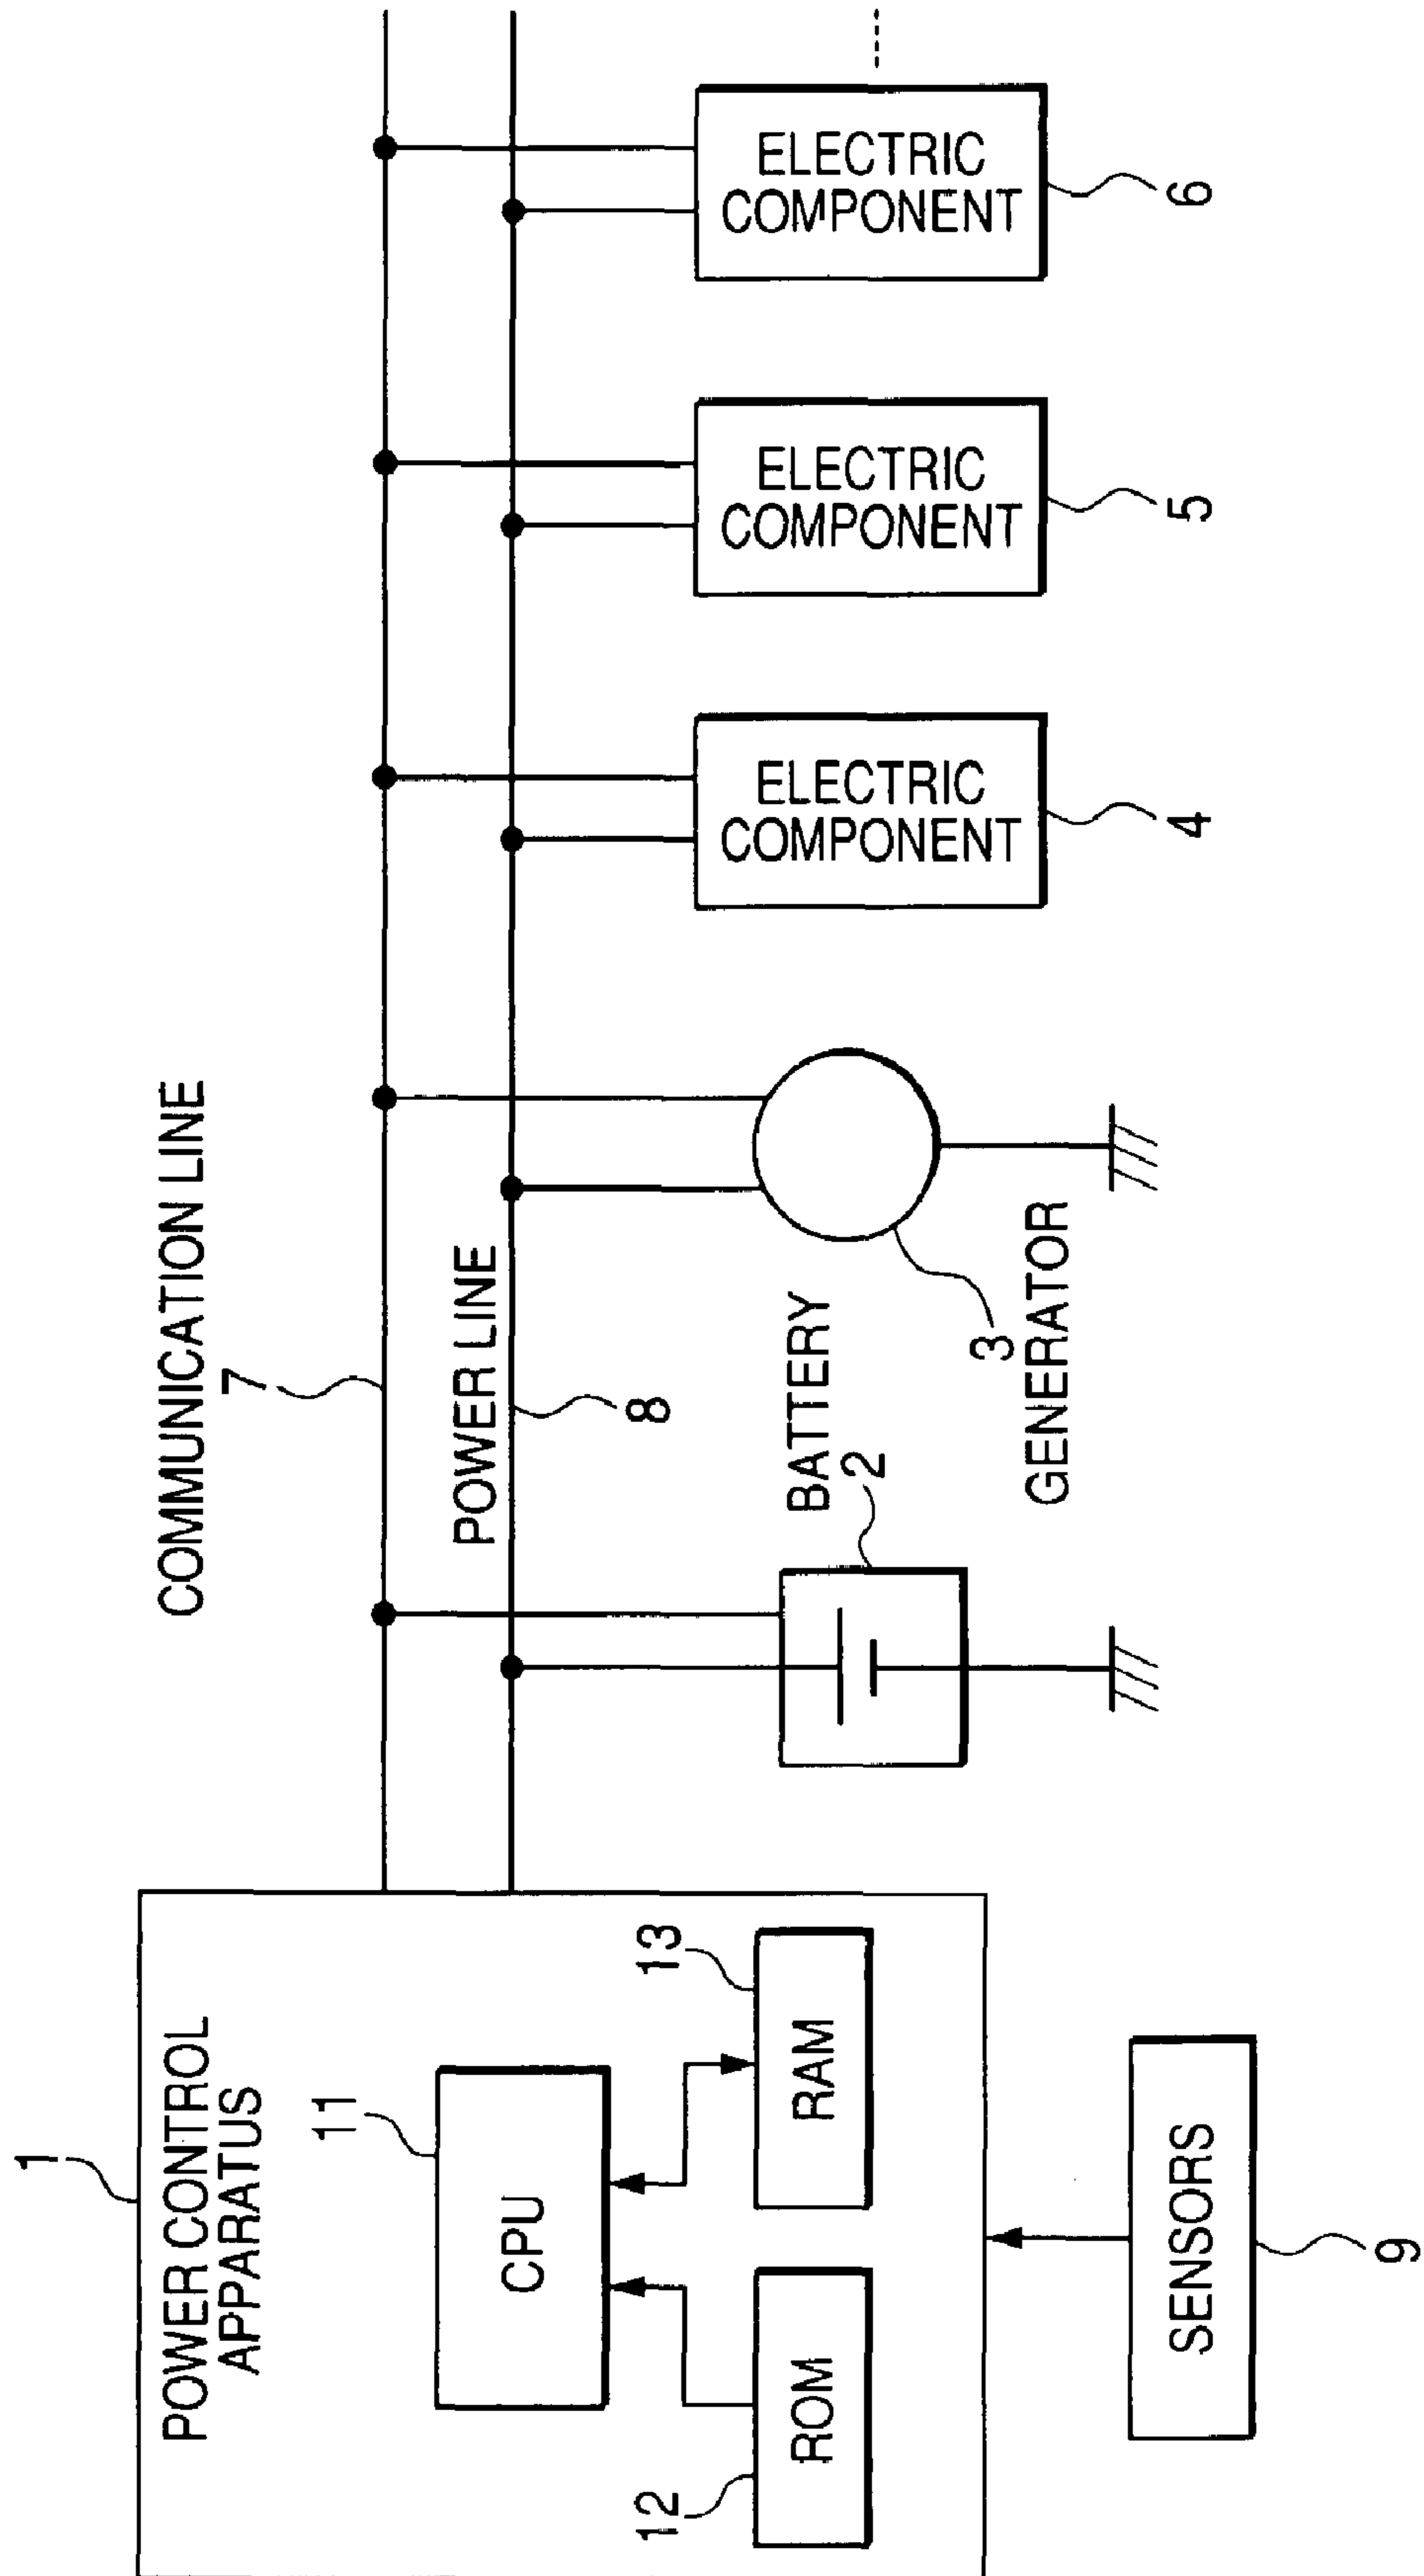 1
POWER CONTROL
APPARATUS
11
CPU
12
ROM
13
RAM
SENSORS
9
COMMUNICATION LINE
7
POWER LINE
8
BATTERY
2
3
GENERATOR
ELECTRIC
COMPONENT
4
ELECTRIC
COMPONENT
5
ELECTRIC
COMPONENT
6